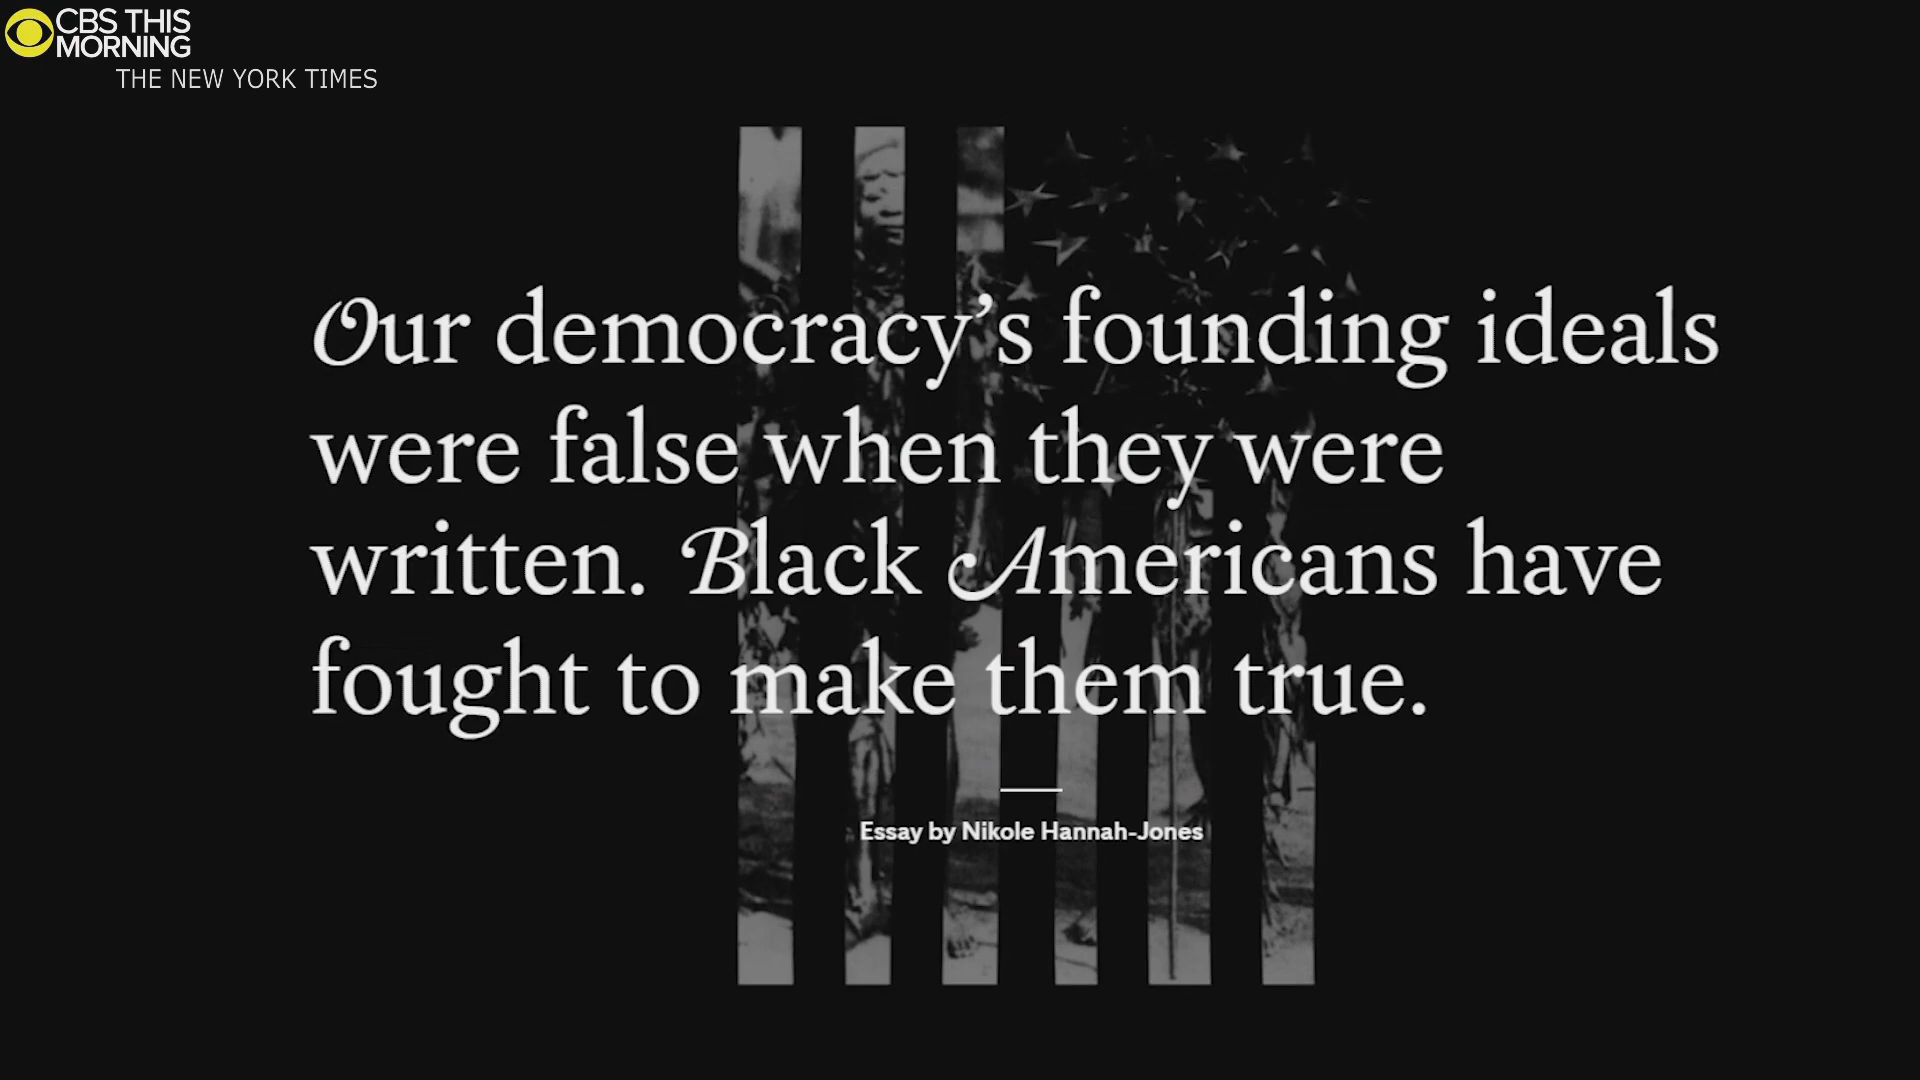 CBS THIS
MORNING
THE NEW YORK TIMES
Our democracy’s founding ideals
were false when they were
written. Black Americans have
fought to make them true.
Essay by Nikole Hannah-Jones